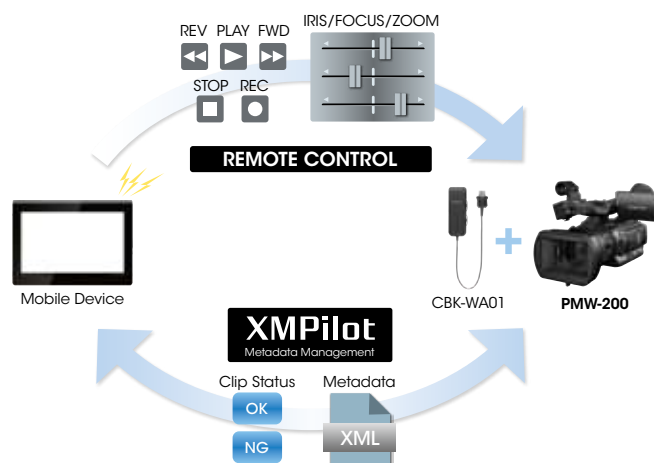 REV PLAY FWD
STOP REC
IRIS/FOCUS/ZOOM
REMOTE CONTROL
Mobile Device
CBK-WA01
PMW-200
XMPilot
Metadata Management
Clip Status
Metadata
OK
NG
XML